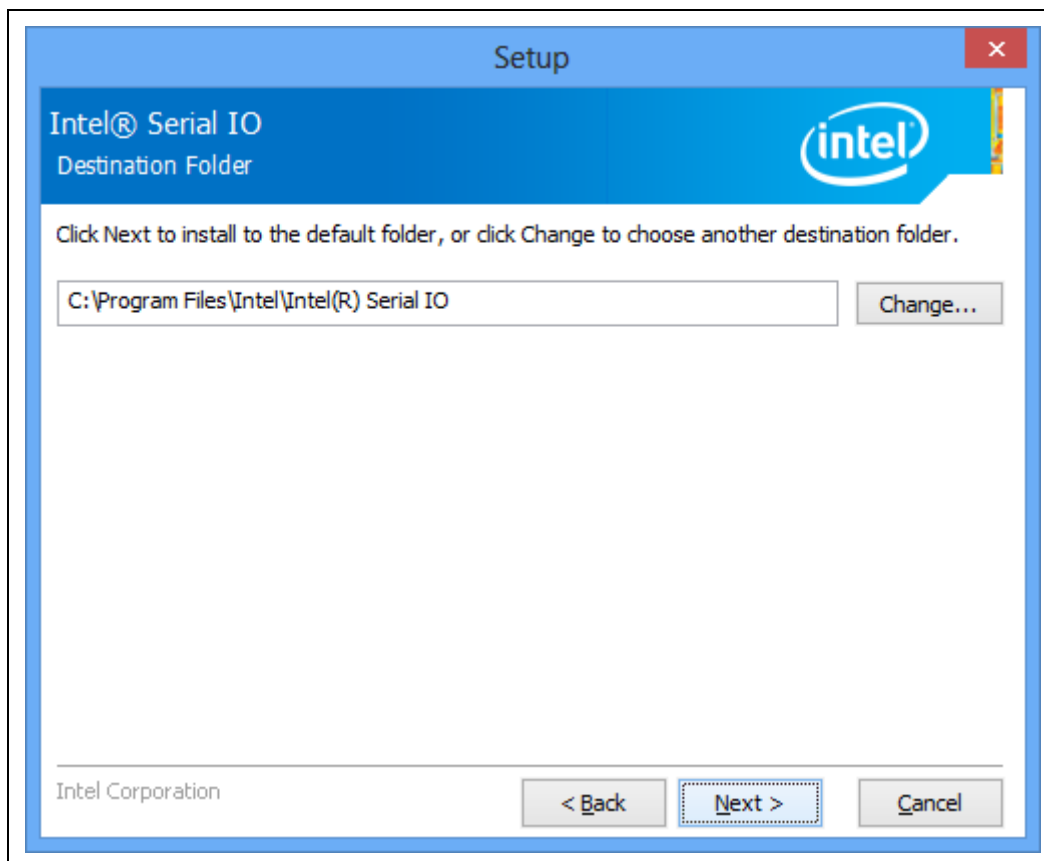 Setup
Intel® Serial IO
Destination Folder
intel
Click Next to install to the default folder, or click Change to choose another destination folder.
C:\Program Files\Intel\Intel(R) Serial IO
Change...
Intel Corporation
< Back
Next >
Cancel